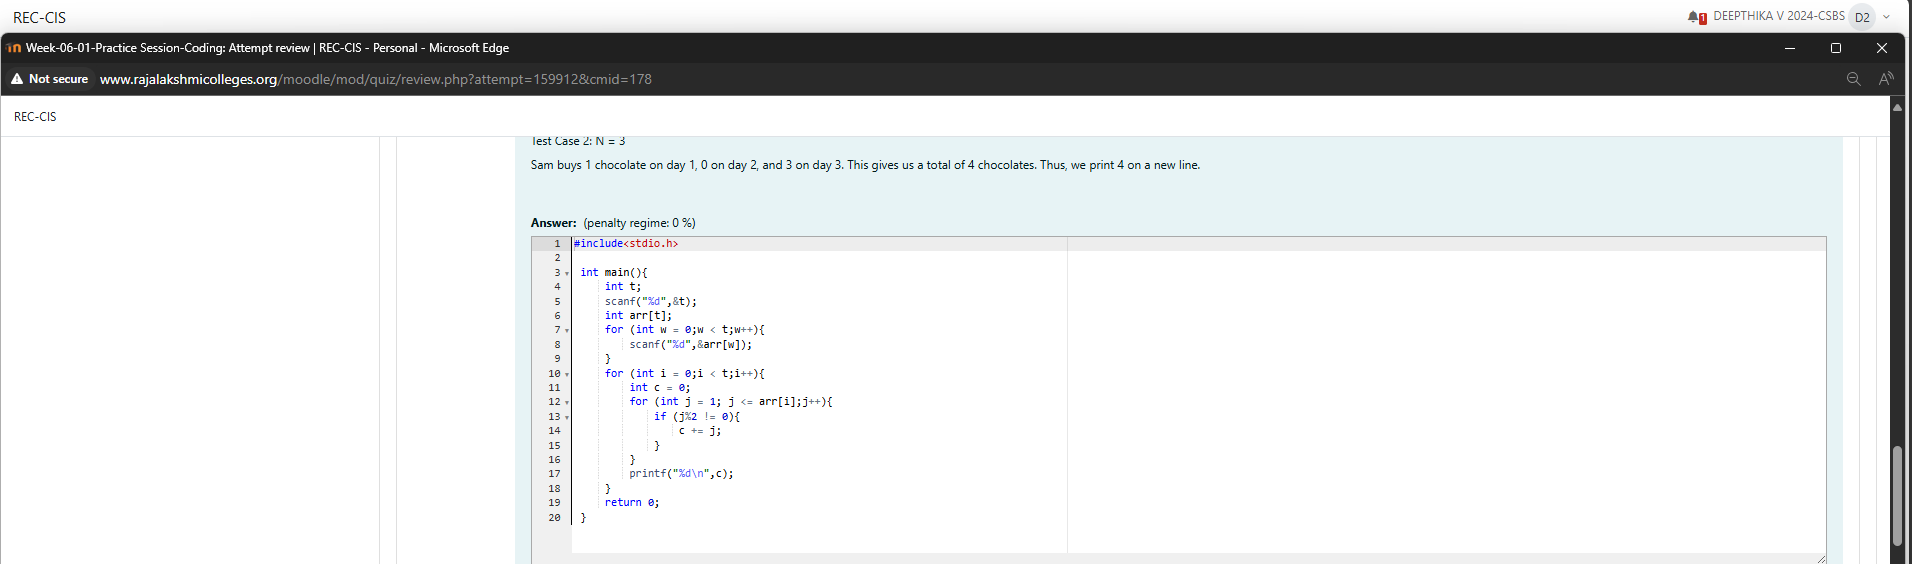 REC-CIS
1 DEEPTHIKA V 2024-CSBS D2
Week-06-01-Practice Session-Coding: Attempt review | REC-CIS - Personal - Microsoft Edge
Not secure www.rajalakshmicolleges.org/moodle/mod/quiz/review.php?attempt=159912&cmid=178
REC-CIS
Test Case 2: N = 3
Sam buys 1 chocolate on day 1, 0 on day 2, and 3 on day 3. This gives us a total of 4 chocolates. Thus, we print 4 on a new line.
Answer: (penalty regime: 0 %)
1 #include<stdio.h>
2
3 int main(){
4 int t;
5 scanf("%d",&t);
6 int arr[t];
7 for (int w = 0;w < t;w++){
8 scanf("%d",&arr[w]);
9 }
10 for (int i = 0;i < t;i++){
11 int c = 0;
12 for (int j = 1; j <= arr[i];j++){
13 if (j%2 != 0){
14 c += j;
15 }
16 }
17 printf("%d\n",c);
18 }
19 return 0;
20 }